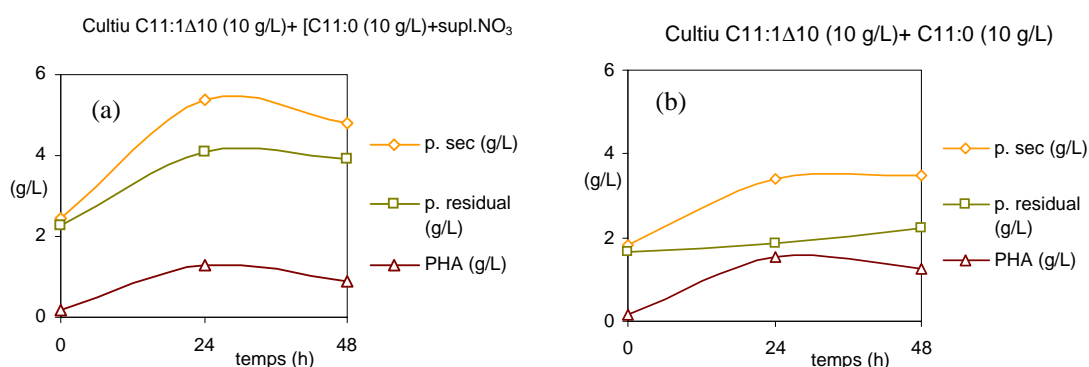 Cultiu C11:1Δ10 (10 g/L)+ [C11:0 (10 g/L)+supl.NO₃
(a)
6
4
2
0
(g/L)
0
24
48
temps (h)
p. sec (g/L)
p. residual
(g/L)
PHA (g/L)
Cultiu C11:1Δ10 (10 g/L)+ C11:0 (10 g/L)
(b)
6
4
2
0
(g/L)
0
24
48
temps (h)
p. sec (g/L)
p. residual
(g/L)
PHA (g/L)